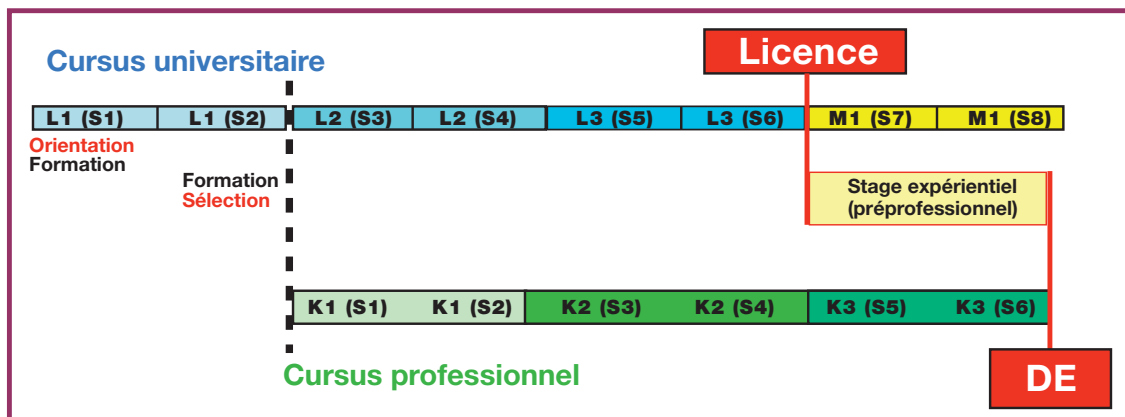 Licence
Cursus universitaire
L1 (S1) L1 (S2) L2 (S3) L2 (S4) L3 (S5) L3 (S6) M1 (S7) M1 (S8)
Orientation
Formation
Formation
Sélection
Stage expérientiel
(préprofessionnel)
K1 (S1) K1 (S2) K2 (S3) K2 (S4) K3 (S5) K3 (S6)
Cursus professionnel
DE